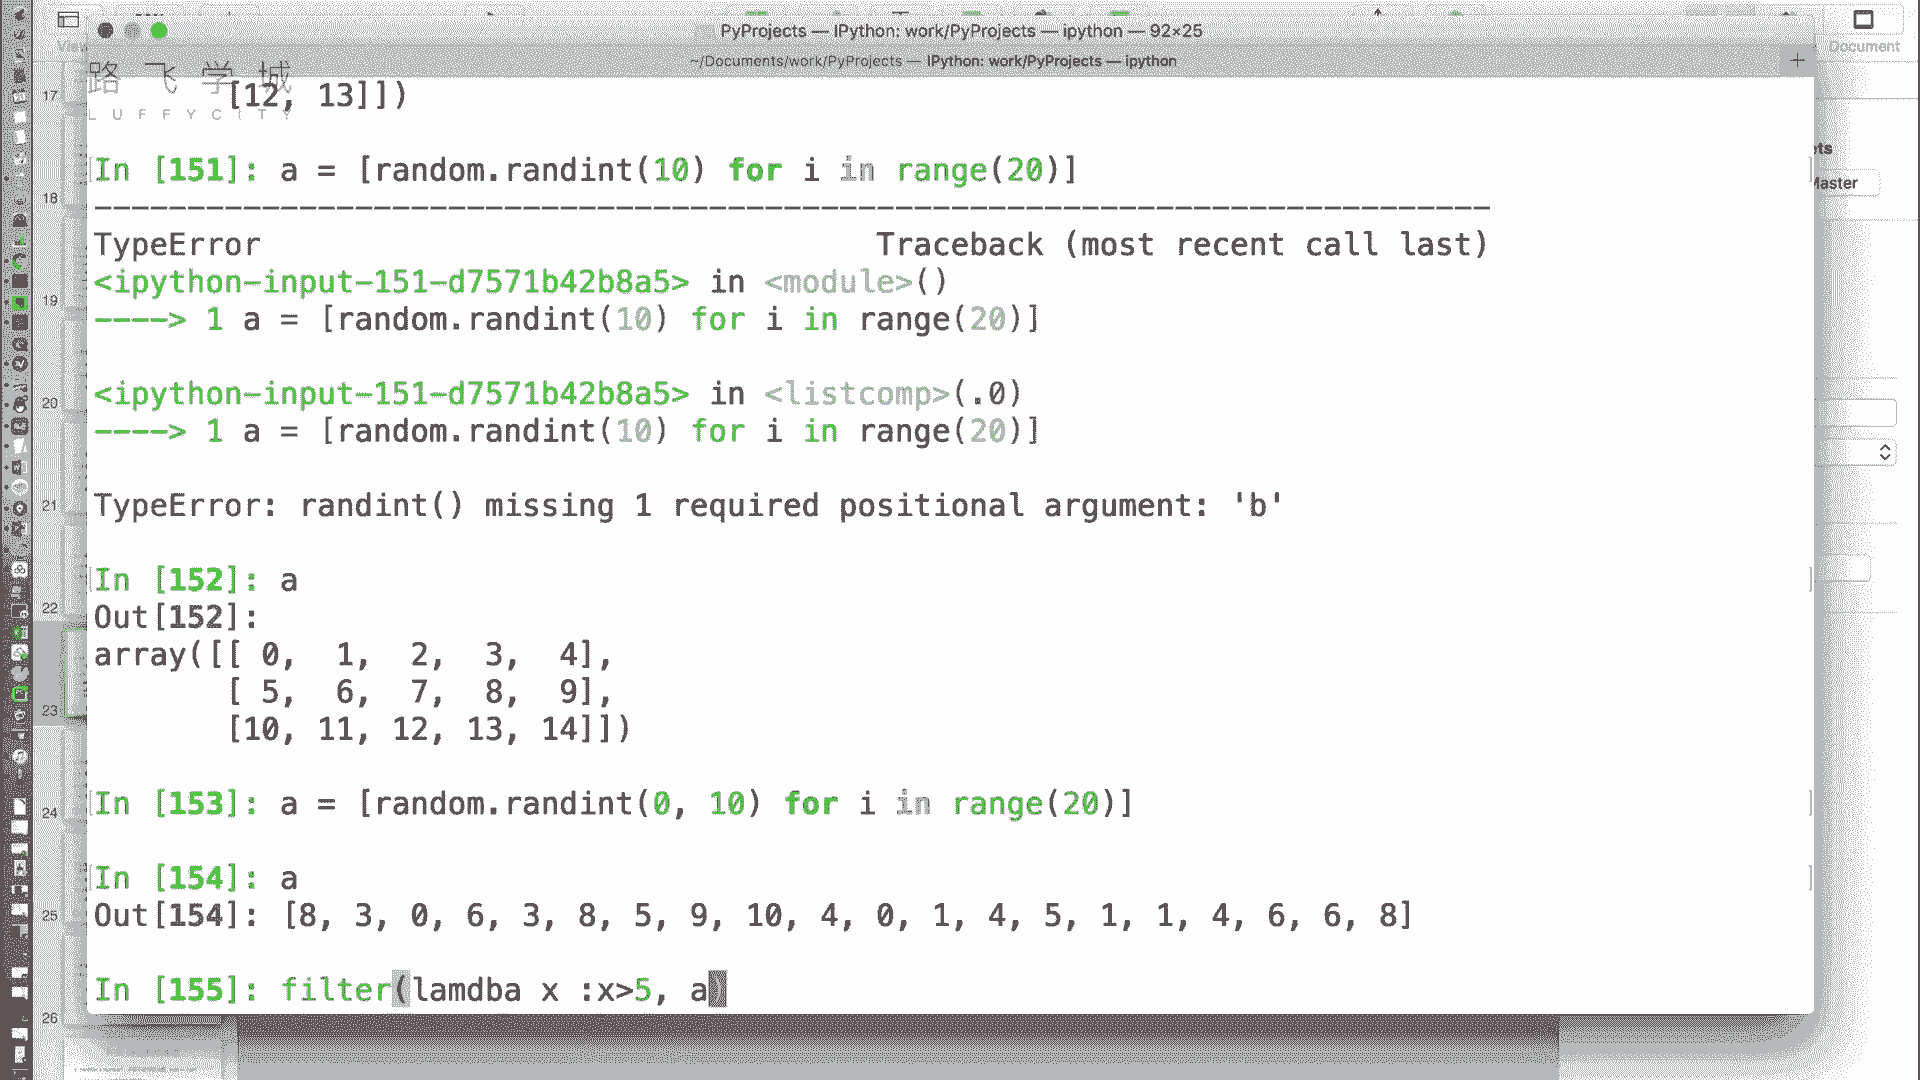 PyProjects — IPython: work/PyProjects — ipython — 92×25
Document
~/Documents/work/PyProjects — IPython: work/PyProjects — ipython
路飞学城
LUFFYCITY
[12, 13]])
In [151]: a = [random.randint(10) for i in range(20)]
---------------------------------------------------------------------------
TypeError Traceback (most recent call last)
<ipython-input-151-d7571b42b8a5> in <module>()
----> 1 a = [random.randint(10) for i in range(20)]
<ipython-input-151-d7571b42b8a5> in <listcomp>(.0)
----> 1 a = [random.randint(10) for i in range(20)]
TypeError: randint() missing 1 required positional argument: 'b'
In [152]: a
Out[152]:
array([[ 0, 1, 2, 3, 4],
[ 5, 6, 7, 8, 9],
[10, 11, 12, 13, 14]])
In [153]: a = [random.randint(0, 10) for i in range(20)]
In [154]: a
Out[154]: [8, 3, 0, 6, 3, 8, 5, 9, 10, 4, 0, 1, 4, 5, 1, 1, 4, 6, 6, 8]
In [155]: filter(lamdba x :x>5, a)
17
18
19
20
21
22
23
24
25
26